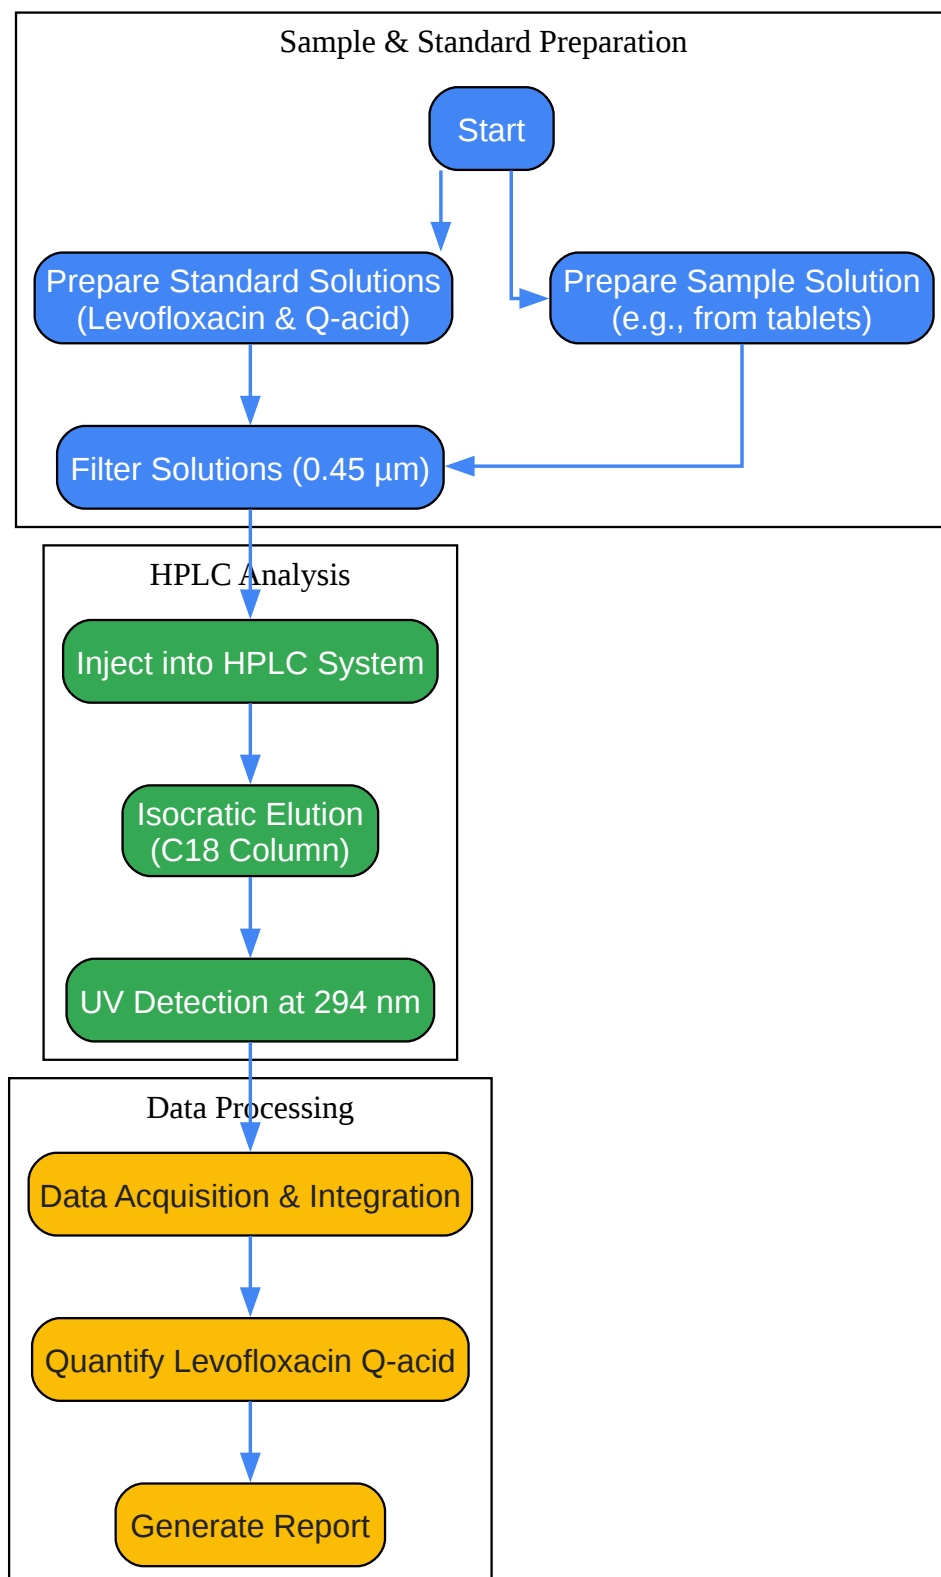 Sample & Standard Preparation
Start
Prepare Standard Solutions
(Levofloxacin & Q-acid)
Prepare Sample Solution
(e.g., from tablets)
Filter Solutions (0.45 µm)
HPLC Analysis
Inject into HPLC System
Isocratic Elution
(C18 Column)
UV Detection at 294 nm
Data Processing
Data Acquisition & Integration
Quantify Levofloxacin Q-acid
Generate Report